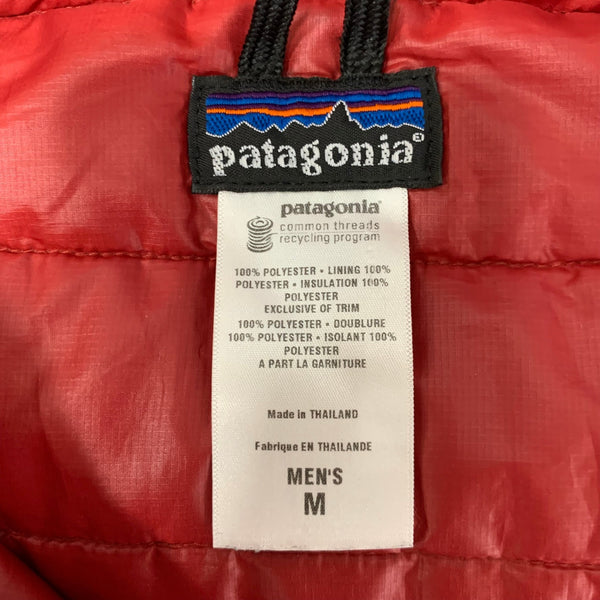 patagonia
patagonia
common threads
recycling program
100% POLYESTER • LINING 100%
POLYESTER • INSULATION 100%
POLYESTER
EXCLUSIVE OF TRIM
100% POLYESTER • DOUBLURE
100% POLYESTER • ISOLANT 100%
POLYESTER
A PART LA GARNITURE
Made in THAILAND
Fabrique EN THAILANDE
MEN'S
M